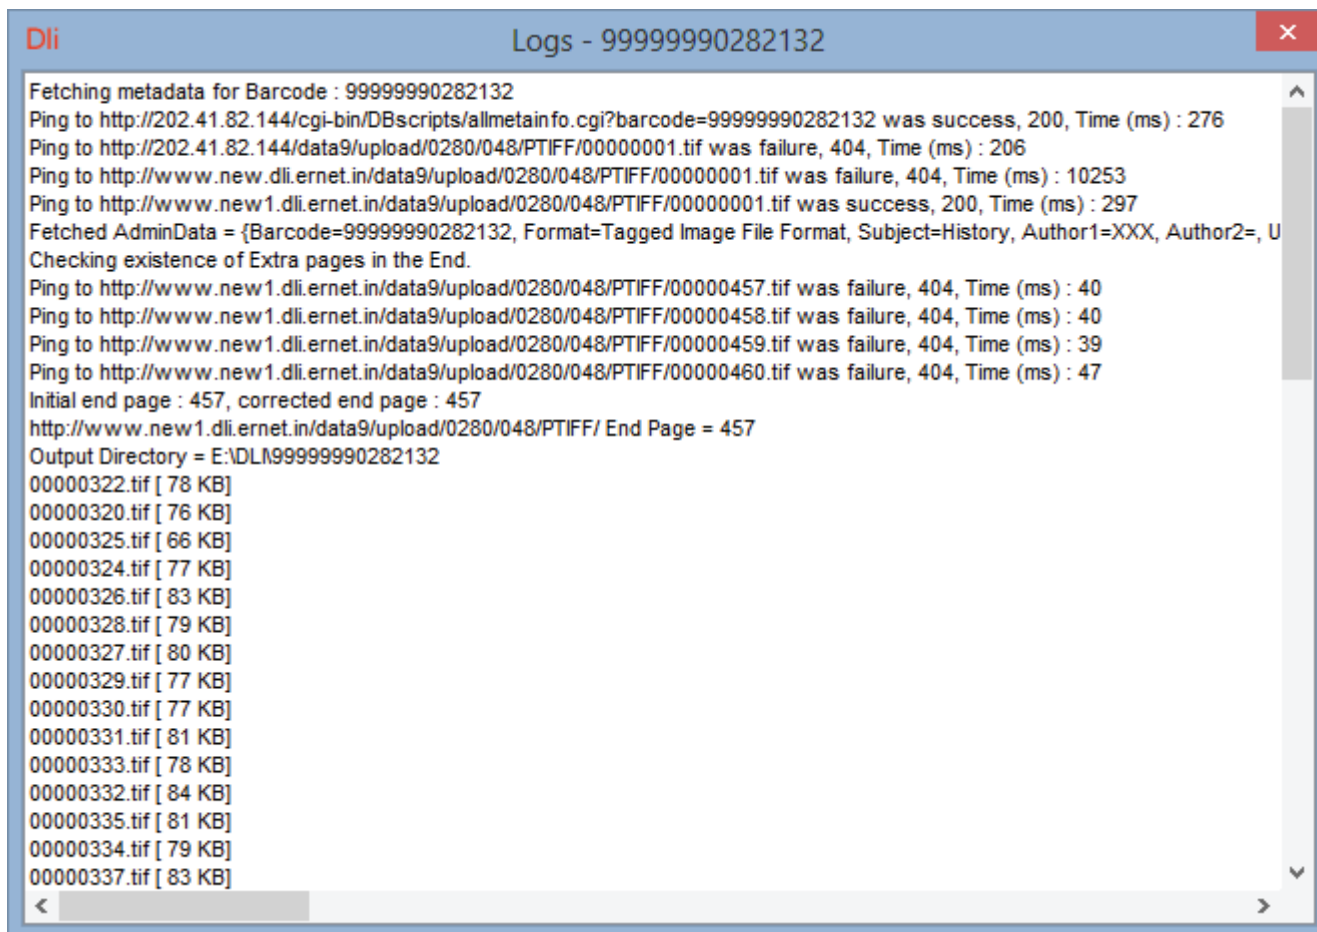 Dli
Logs - 99999990282132
Fetching metadata for Barcode : 99999990282132
Ping to http://202.41.82.144/cgi-bin/DBscripts/allmetainfo.cgi?barcode=99999990282132 was success, 200, Time (ms) : 276
Ping to http://202.41.82.144/data9/upload/0280/048/PTIFF/00000001.tif was failure, 404, Time (ms) : 206
Ping to http://www.new.dli.ernet.in/data9/upload/0280/048/PTIFF/00000001.tif was failure, 404, Time (ms) : 10253
Ping to http://www.new1.dli.ernet.in/data9/upload/0280/048/PTIFF/00000001.tif was success, 200, Time (ms) : 297
Fetched AdminData = {Barcode=99999990282132, Format=Tagged Image File Format, Subject=History, Author1=XXX, Author2=, U
Checking existence of Extra pages in the End.
Ping to http://www.new1.dli.ernet.in/data9/upload/0280/048/PTIFF/00000457.tif was failure, 404, Time (ms) : 40
Ping to http://www.new1.dli.ernet.in/data9/upload/0280/048/PTIFF/00000458.tif was failure, 404, Time (ms) : 40
Ping to http://www.new1.dli.ernet.in/data9/upload/0280/048/PTIFF/00000459.tif was failure, 404, Time (ms) : 39
Ping to http://www.new1.dli.ernet.in/data9/upload/0280/048/PTIFF/00000460.tif was failure, 404, Time (ms) : 47
Initial end page : 457, corrected end page : 457
http://www.new1.dli.ernet.in/data9/upload/0280/048/PTIFF/ End Page = 457
Output Directory = E:\DLI\99999990282132
00000322.tif [ 78 KB]
00000320.tif [ 76 KB]
00000325.tif [ 66 KB]
00000324.tif [ 77 KB]
00000326.tif [ 83 KB]
00000328.tif [ 79 KB]
00000327.tif [ 80 KB]
00000329.tif [ 77 KB]
00000330.tif [ 77 KB]
00000331.tif [ 81 KB]
00000333.tif [ 78 KB]
00000332.tif [ 84 KB]
00000335.tif [ 81 KB]
00000334.tif [ 79 KB]
00000337.tif [ 83 KB]